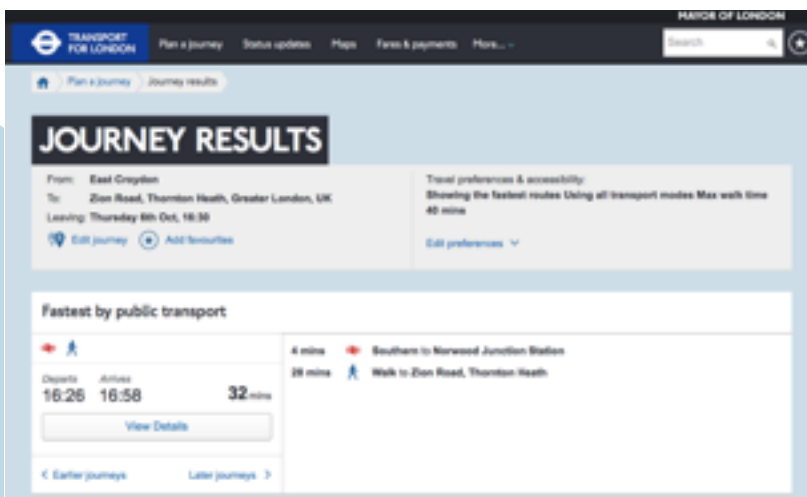 MAYOR OF LONDON
TRANSPORT FOR LONDON
Plan a journey Status updates Maps Fares & payments More... Search
Plan a journey Journey results
JOURNEY RESULTS
From: East Croydon
To: Zion Road, Thornton Heath, Greater London, UK
Leaving: Thursday 6th Oct, 16:30
Edit journey Add favourites
Travel preferences & accessibility:
Showing the fastest routes Using all transport modes Max walk time
40 mins
Edit preferences
Fastest by public transport
Departs Arrives
16:26 16:58 32 mins
View Details
Earlier journeys Later journeys
4 mins Southern to Norwood Junction Station
28 mins Walk to Zion Road, Thornton Heath